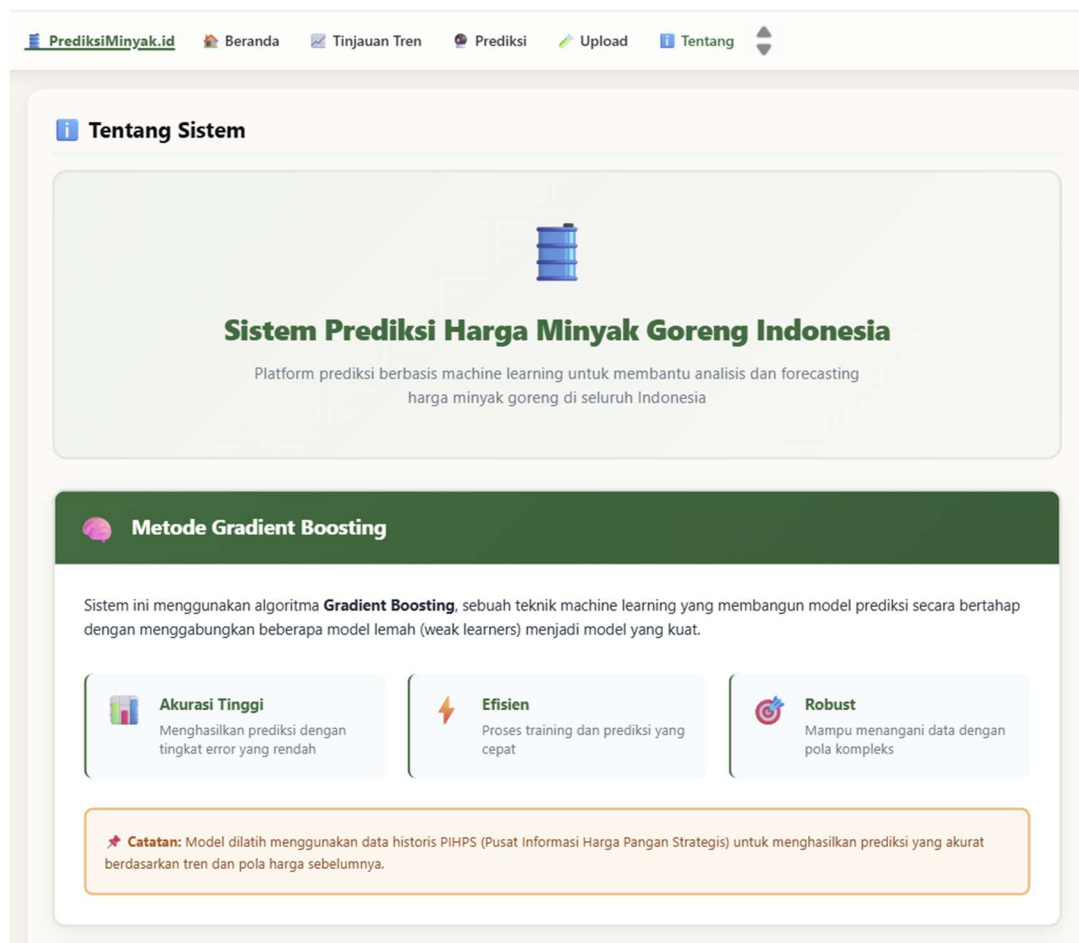 PrediksiMinyak.id Beranda Tinjauan Tren Prediksi Upload Tentang
Tentang Sistem
Sistem Prediksi Harga Minyak Goreng Indonesia
Platform prediksi berbasis machine learning untuk membantu analisis dan forecasting
harga minyak goreng di seluruh Indonesia
Metode Gradient Boosting
Sistem ini menggunakan algoritma Gradient Boosting, sebuah teknik machine learning yang membangun model prediksi secara bertahap
dengan menggabungkan beberapa model lemah (weak learners) menjadi model yang kuat.
Akurasi Tinggi
Menghasilkan prediksi dengan
tingkat error yang rendah
Efisien
Proses training dan prediksi yang
cepat
Robust
Mampu menangani data dengan
pola kompleks
Catatan: Model dilatih menggunakan data historis PIHPS (Pusat Informasi Harga Pangan Strategis) untuk menghasilkan prediksi yang akurat
berdasarkan tren dan pola harga sebelumnya.